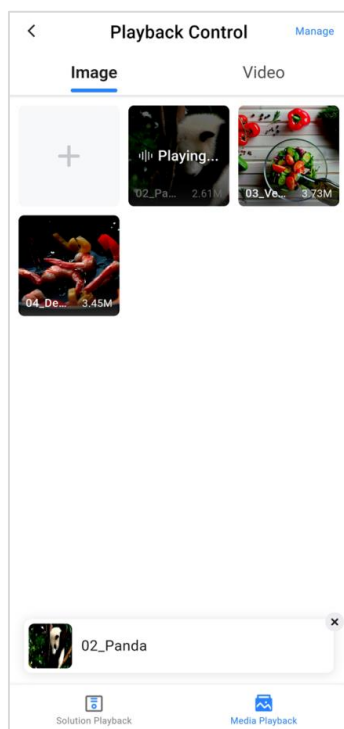 Playback Control
Manage
Image
Video
Playing...
02_Pa... 2.61M
03_Ve... 3.73M
04_De... 3.45M
02_Panda
Solution Playback
Media Playback